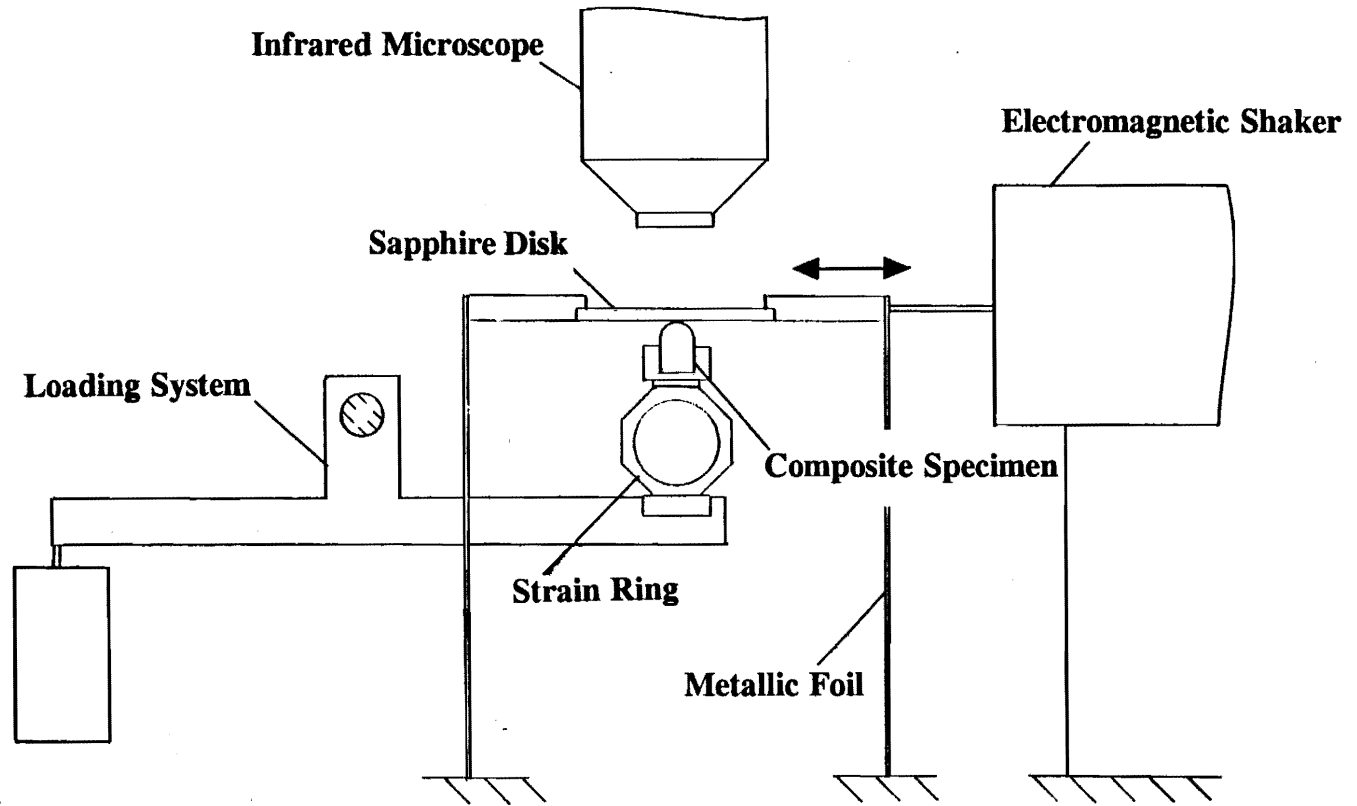 Infrared Microscope
Electromagnetic Shaker
Sapphire Disk
Loading System
Composite Specimen
Strain Ring
Metallic Foil